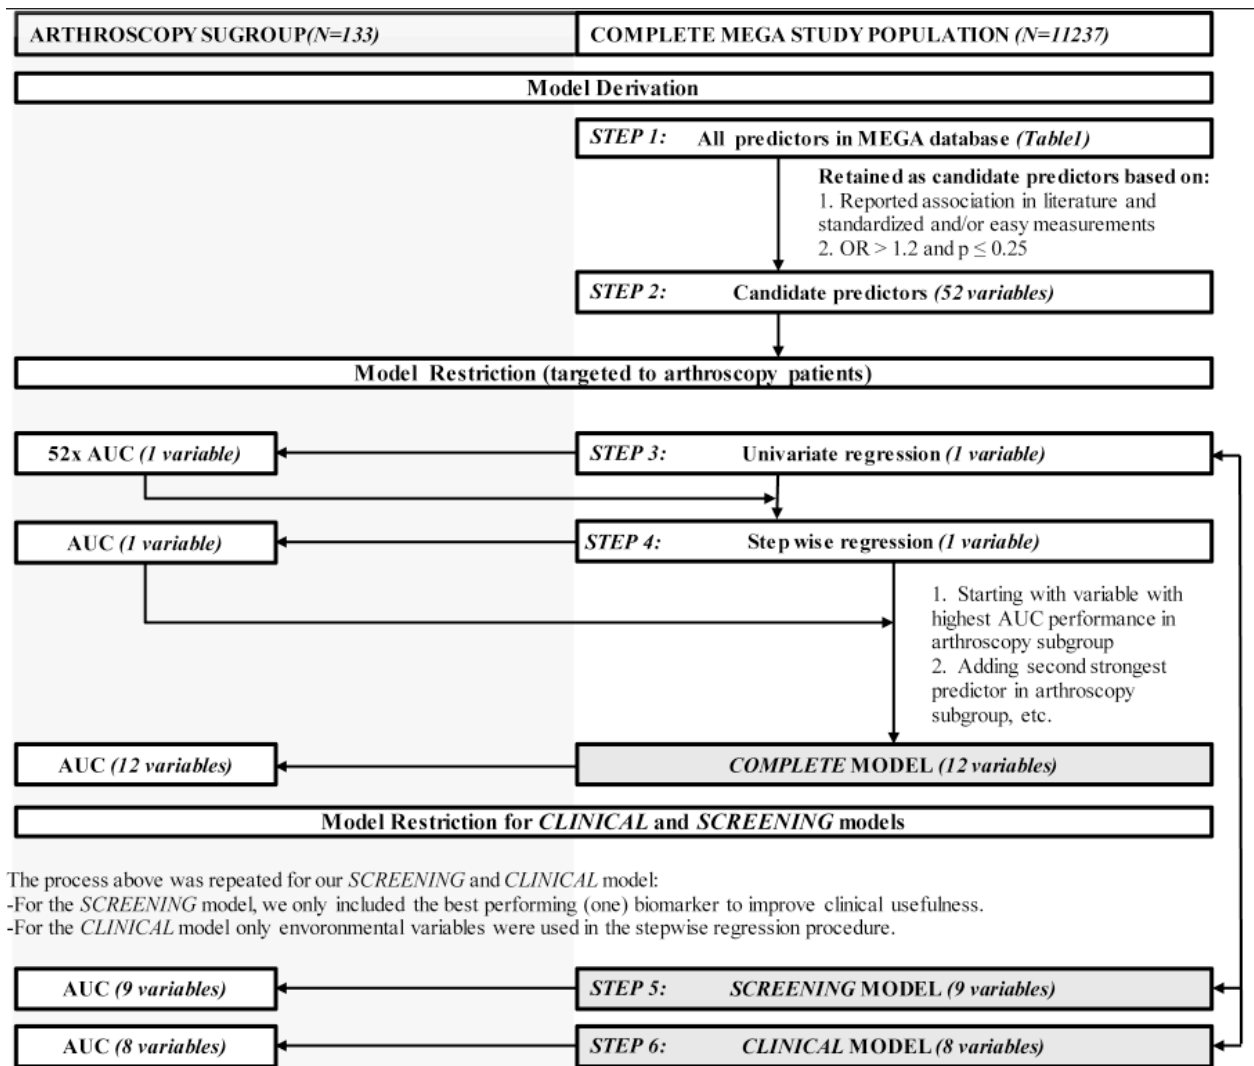 ARTHROSCOPY SUGROUP(N=133)
COMPLETE MEGA STUDY POPULATION (N=11237)
Model Derivation
STEP 1: All predictors in MEGA database (Table1)
Retained as candidate predictors based on:
1. Reported association in literature and
standardized and/or easy measurements
2. OR > 1.2 and p ≤ 0.25
STEP 2: Candidate predictors (52 variables)
Model Restriction (targeted to arthroscopy patients)
52x AUC (1 variable)
STEP 3: Univariate regression (1 variable)
AUC (1 variable)
STEP 4: Stepwise regression (1 variable)
1. Starting with variable with
highest AUC performance in
arthroscopy subgroup
2. Adding second strongest
predictor in arthroscopy
subgroup, etc.
AUC (12 variables)
COMPLETE MODEL (12 variables)
Model Restriction for CLINICAL and SCREENING models
The process above was repeated for our SCREENING and CLINICAL model:
-For the SCREENING model, we only included the best performing (one) biomarker to improve clinical usefulness.
-For the CLINICAL model only envoronmental variables were used in the stepwise regression procedure.
AUC (9 variables)
STEP 5: SCREENING MODEL (9 variables)
AUC (8 variables)
STEP 6: CLINICAL MODEL (8 variables)